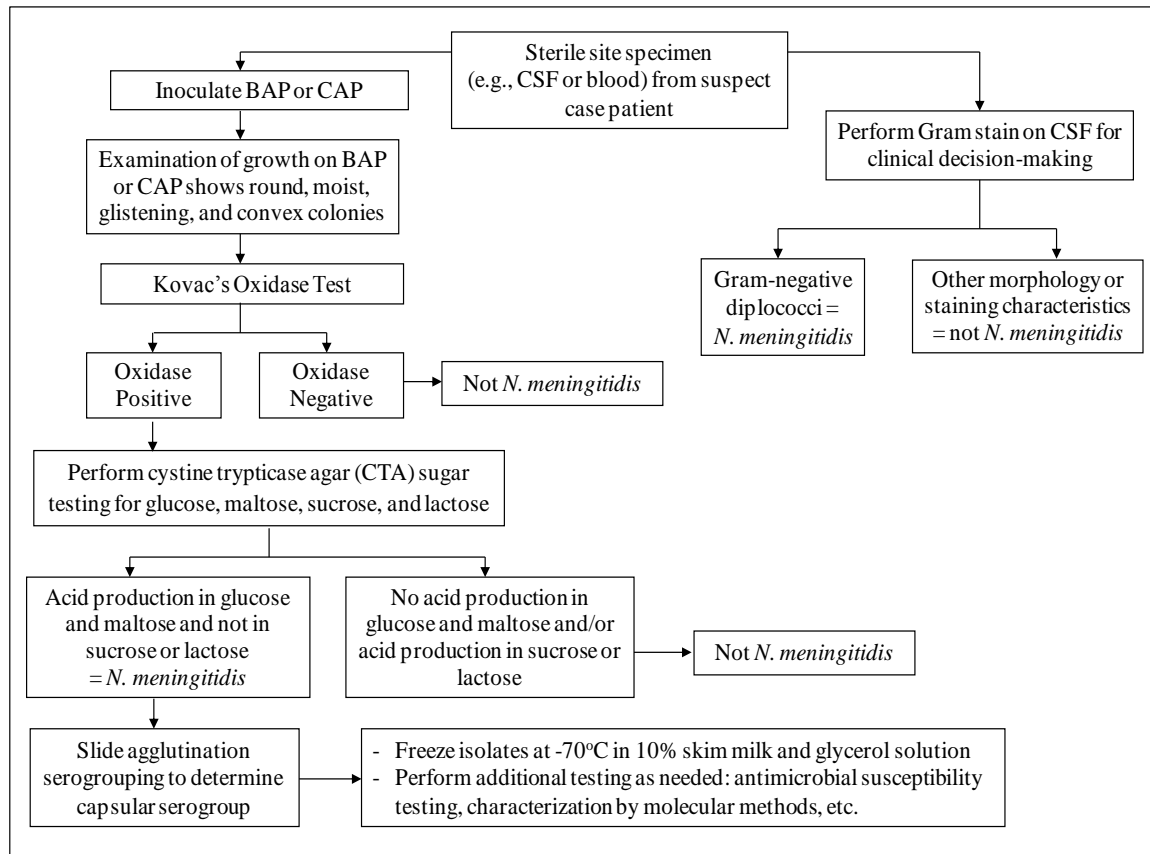 Sterile site specimen
(e.g., CSF or blood) from suspect
case patient
Inoculate BAP or CAP
Perform Gram stain on CSF for
clinical decision-making
Examination of growth on BAP
or CAP shows round, moist,
glistening, and convex colonies
Kovac's Oxidase Test
Gram-negative
diplococci =
N. meningitidis
Other morphology or
staining characteristics
= not N. meningitidis
Oxidase
Positive
Oxidase
Negative
Not N. meningitidis
Perform cystine trypticase agar (CTA) sugar
testing for glucose, maltose, sucrose, and lactose
Acid production in glucose
and maltose and not in
sucrose or lactose
= N. meningitidis
No acid production in
glucose and maltose and/or
acid production in sucrose or
lactose
Not N. meningitidis
Slide agglutination
serogrouping to determine
capsular serogroup
- Freeze isolates at -70°C in 10% skim milk and glycerol solution
- Perform additional testing as needed: antimicrobial susceptibility
testing, characterization by molecular methods, etc.